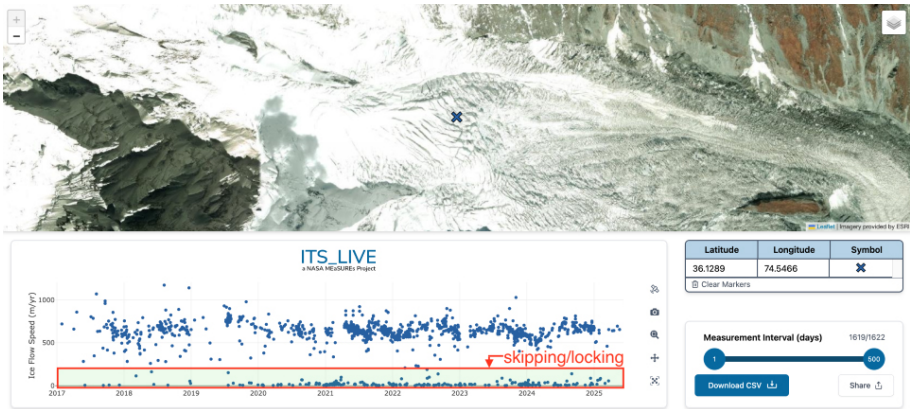 +
−
Leaflet | Imagery provided by ESRI
ITS_LIVE
a NASA MEaSUREs Project
Ice Flow Speed (m/yr)
1000
500
0
skipping/locking
2017 2018 2019 2020 2021 2022 2023 2024 2025
Latitude Longitude Symbol
36.1289 74.5466
Clear Markers
Measurement Interval (days) 1619/1622
1 500
Download CSV Share